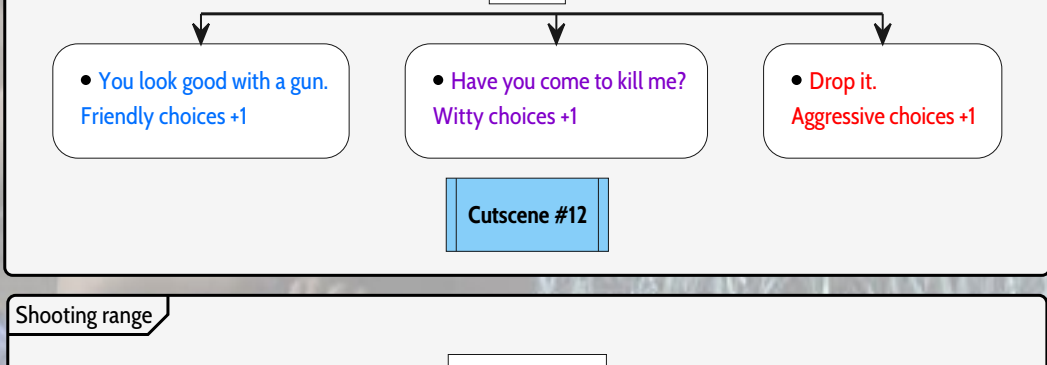 • You look good with a gun.
Friendly choices +1
• Have you come to kill me?
Witty choices +1
• Drop it.
Aggressive choices +1
Cutscene #12
Shooting range